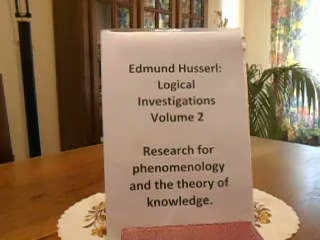 Edmund Husserl:
Logical
Investigations
Volume 2
Research for
phenomenology
and the theory of
knowledge.